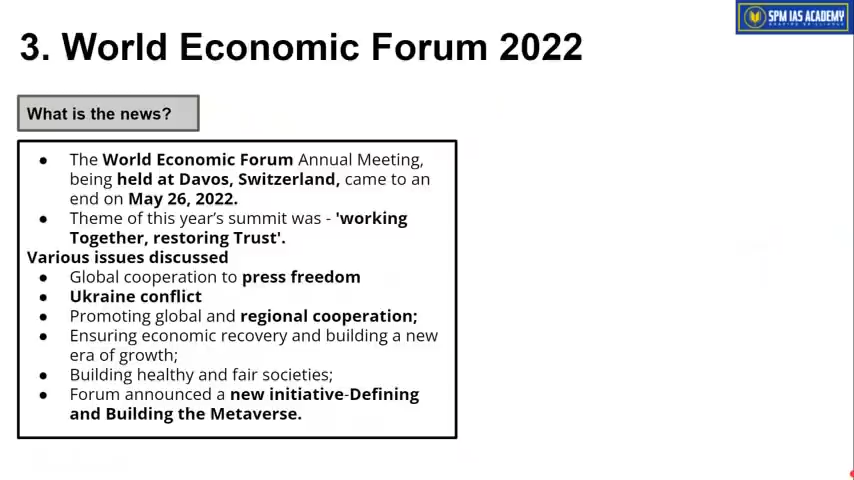 SPM IAS ACADEMY
3. World Economic Forum 2022
What is the news?
● The World Economic Forum Annual Meeting,
being held at Davos, Switzerland, came to an
end on May 26, 2022.
● Theme of this year’s summit was - 'working
Together, restoring Trust'.
Various issues discussed
● Global cooperation to press freedom
● Ukraine conflict
● Promoting global and regional cooperation;
● Ensuring economic recovery and building a new
era of growth;
● Building healthy and fair societies;
● Forum announced a new initiative-Defining
and Building the Metaverse.